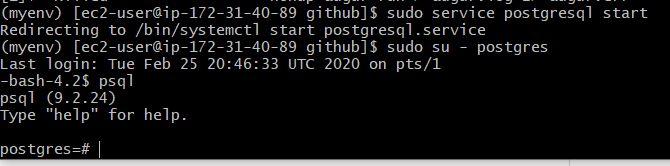 (myenv) [ec2-user@ip-172-31-40-89 github]$ sudo service postgresql start
Redirecting to /bin/systemctl start postgresql.service
(myenv) [ec2-user@ip-172-31-40-89 github]$ sudo su - postgres
Last login: Tue Feb 25 20:46:33 UTC 2020 on pts/1
-bash-4.2$ psql
psql (9.2.24)
Type "help" for help.
postgres=#